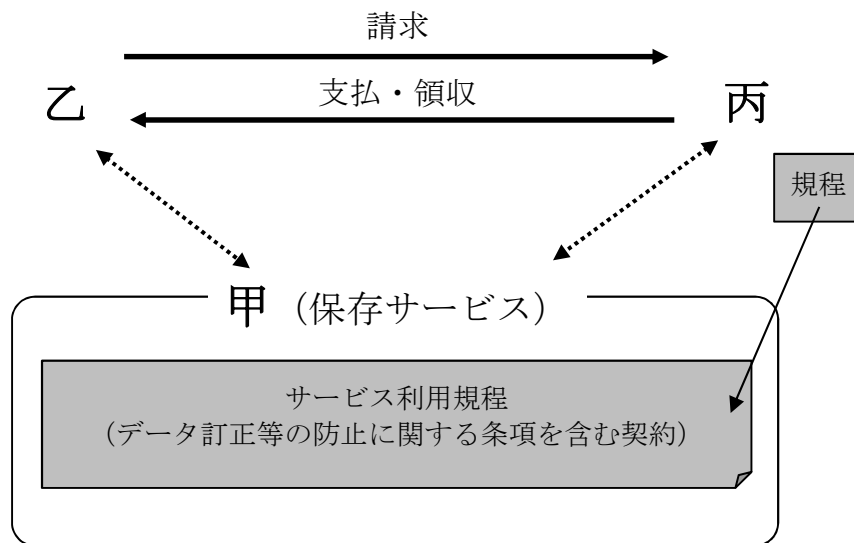 請求
乙
支払・領収
丙
規程
甲（保存サービス）
サービス利用規程
（データ訂正等の防止に関する条項を含む契約）